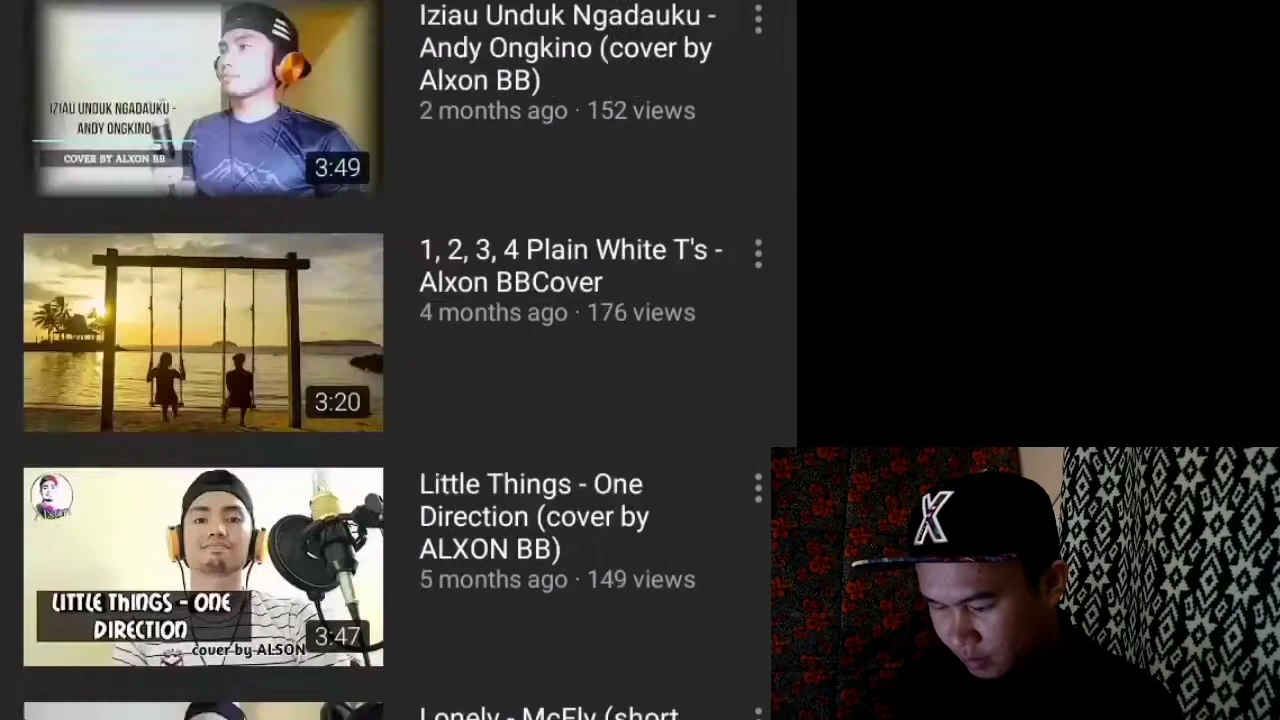 Iziau Unduk Ngadauku -
Andy Ongkino (cover by
Alxon BB)
2 months ago · 152 views
IZIAU UNDUK NGADAUKU -
ANDY ONGKINO
COVER BY ALXON BB
3:49
1, 2, 3, 4 Plain White T's -
Alxon BBCover
4 months ago · 176 views
3:20
Little Things - One
Direction (cover by
ALXON BB)
5 months ago · 149 views
LITTLE THINGS - ONE
DIRECTION
cover by ALSON
3:47
X
Lonely - McFly (short